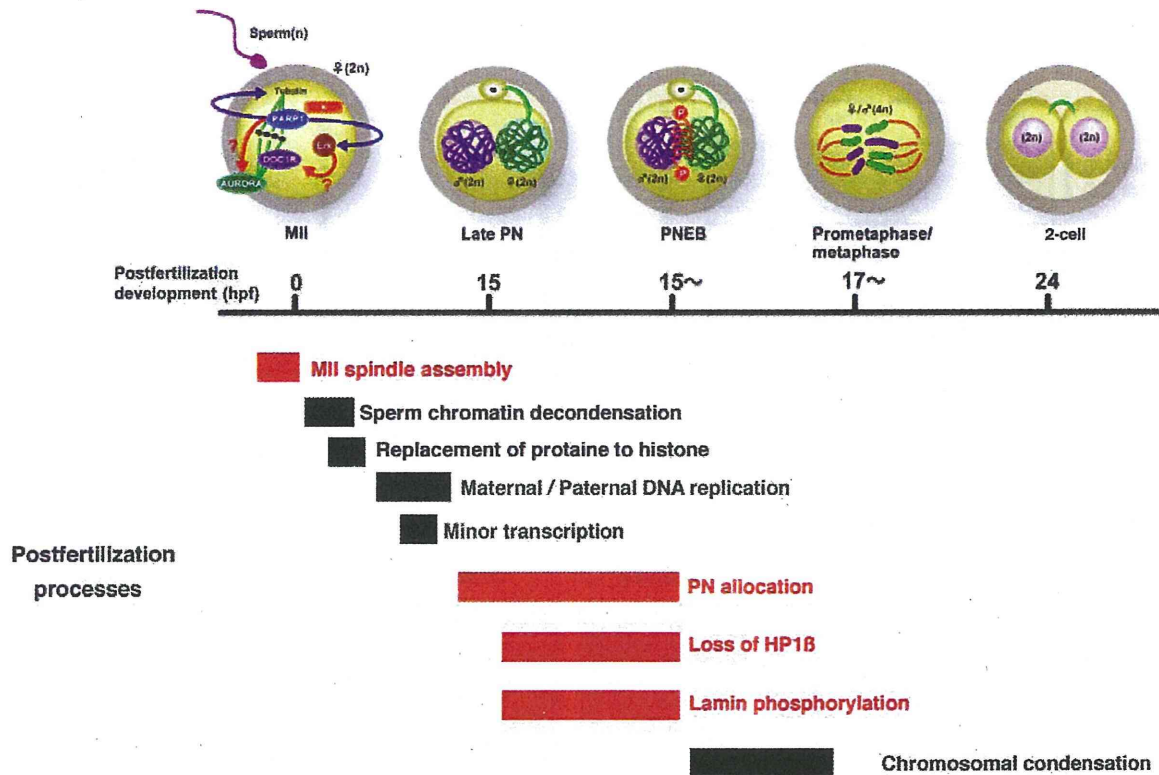 Sperm(n)
♀(2n)
Tubulin
PARP1
Erk
DOC1R
?
?
AURORA
MII
♂(2n) ♀(2n)
Late PN
P
P
♂(2n) ♀(2n)
PNEB
♀/♂(4n)
Prometaphase/
metaphase
(2n) (2n)
2-cell
Postfertilization
development (hpf)
0 15 15~ 17~ 24
MII spindle assembly
Sperm chromatin decondensation
Replacement of protaine to histone
Maternal / Paternal DNA replication
Minor transcription
Postfertilization
processes
PN allocation
Loss of HP1ß
Lamin phosphorylation
Chromosomal condensation